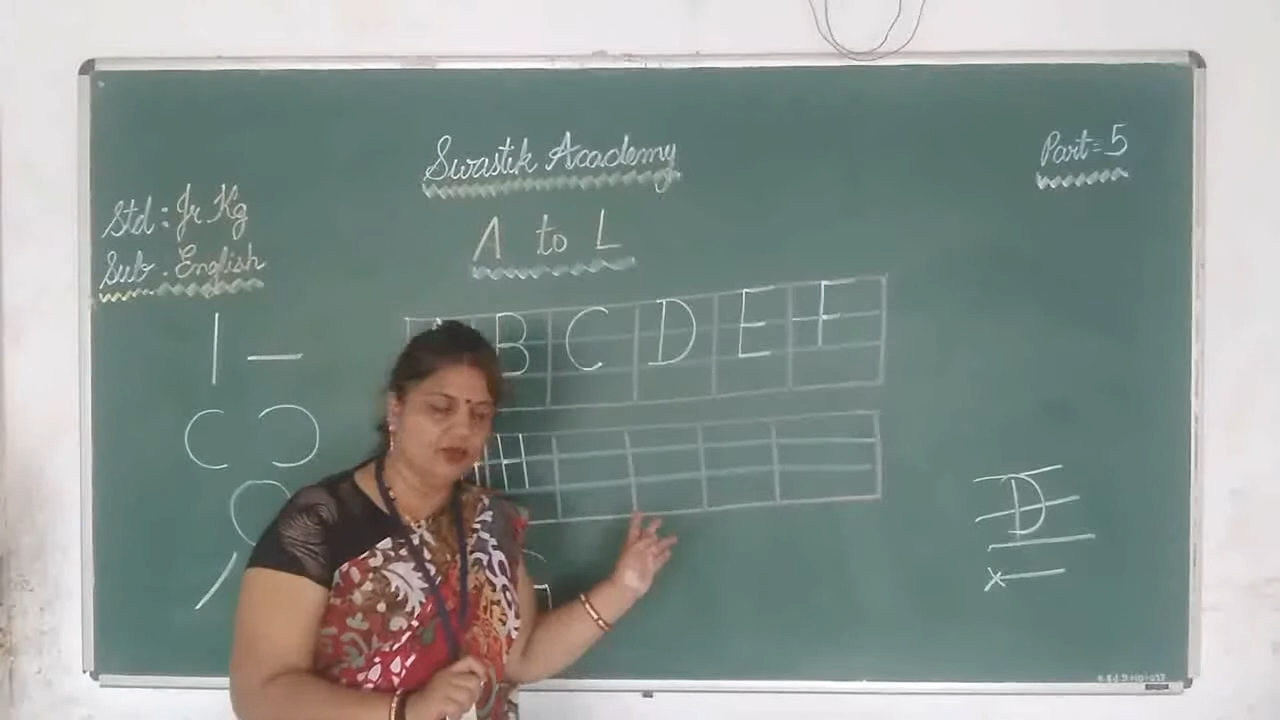 Swastik Academy
Part=5
Std : Jr Kg
A to L
Sub. English
B C D E F
H
D